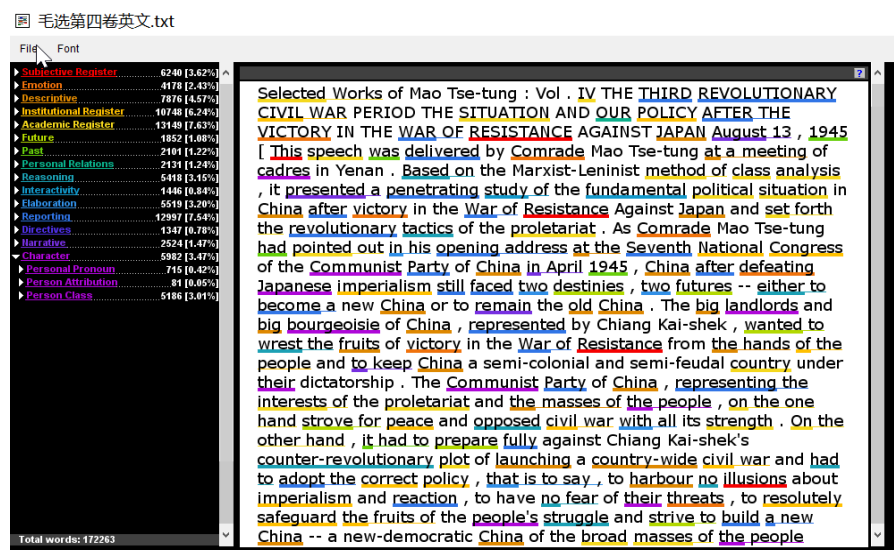 毛选第四卷英文.txt
File Font
Subjective Register 6240 [3.62%]
Emotion 4178 [2.43%]
Descriptive 7876 [4.57%]
Institutional Register 10748 [6.24%]
Academic Register 13149 [7.63%]
Future 1852 [1.08%]
Past 2101 [1.22%]
Personal Relations 2131 [1.24%]
Reasoning 5418 [3.15%]
Interactivity 1446 [0.84%]
Elaboration 5519 [3.20%]
Reporting 12997 [7.54%]
Directives 1347 [0.78%]
Narrative 2524 [1.47%]
Character 5982 [3.47%]
Personal Pronoun 715 [0.42%]
Person Attribution 81 [0.05%]
Person Class 5186 [3.01%]
Total words: 172263
?
Selected Works of Mao Tse-tung : Vol . IV THE THIRD REVOLUTIONARY
CIVIL WAR PERIOD THE SITUATION AND OUR POLICY AFTER THE
VICTORY IN THE WAR OF RESISTANCE AGAINST JAPAN August 13 , 1945
[ This speech was delivered by Comrade Mao Tse-tung at a meeting of
cadres in Yenan . Based on the Marxist-Leninist method of class analysis
, it presented a penetrating study of the fundamental political situation in
China after victory in the War of Resistance Against Japan and set forth
the revolutionary tactics of the proletariat . As Comrade Mao Tse-tung
had pointed out in his opening address at the Seventh National Congress
of the Communist Party of China in April 1945 , China after defeating
Japanese imperialism still faced two destinies , two futures -- either to
become a new China or to remain the old China . The big landlords and
big bourgeoisie of China , represented by Chiang Kai-shek , wanted to
wrest the fruits of victory in the War of Resistance from the hands of the
people and to keep China a semi-colonial and semi-feudal country under
their dictatorship . The Communist Party of China , representing the
interests of the proletariat and the masses of the people , on the one
hand strove for peace and opposed civil war with all its strength . On the
other hand , it had to prepare fully against Chiang Kai-shek's
counter-revolutionary plot of launching a country-wide civil war and had
to adopt the correct policy , that is to say , to harbour no illusions about
imperialism and reaction , to have no fear of their threats , to resolutely
safeguard the fruits of the people's struggle and strive to build a new
China -- a new-democratic China of the broad masses of the people